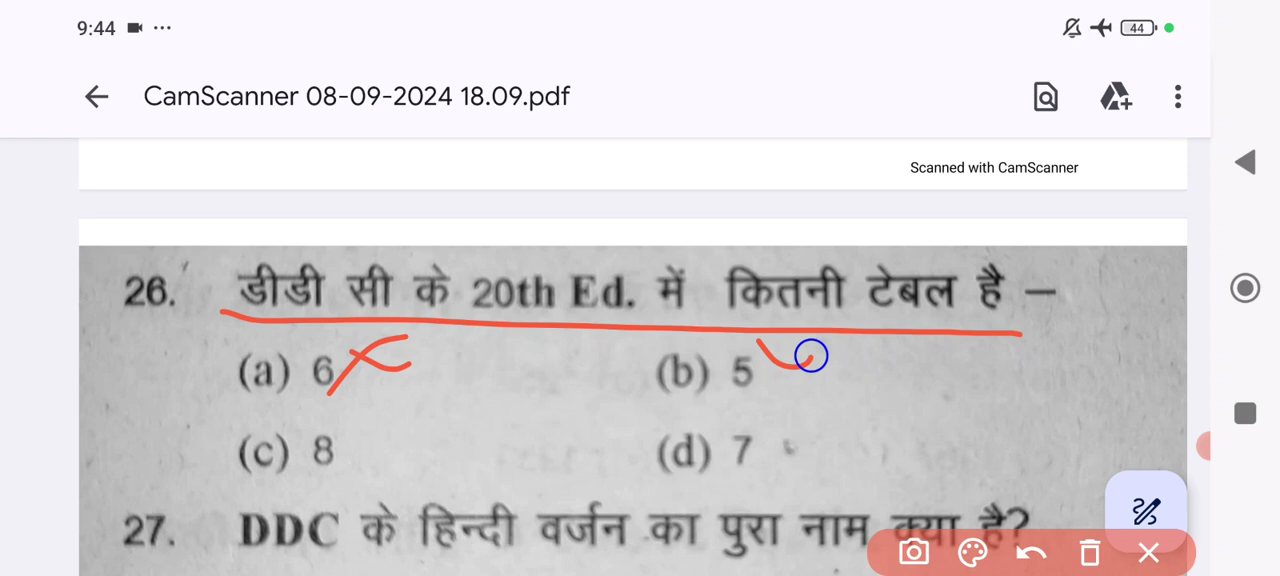 9:44
44
CamScanner 08-09-2024 18.09.pdf
Scanned with CamScanner
26. डीडी सी के 20th Ed. में कितनी टेबल है –
(a) 6 (b) 5
(c) 8 (d) 7
27. DDC के हिन्दी वर्जन का पुरा नाम क्या है?